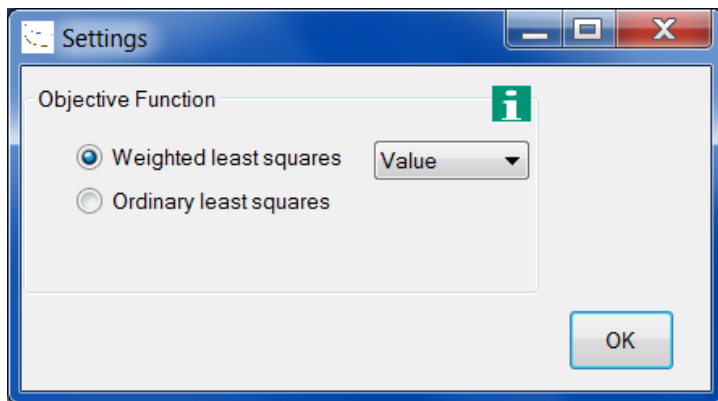 Settings
Objective Function
Weighted least squares Value
Ordinary least squares
OK